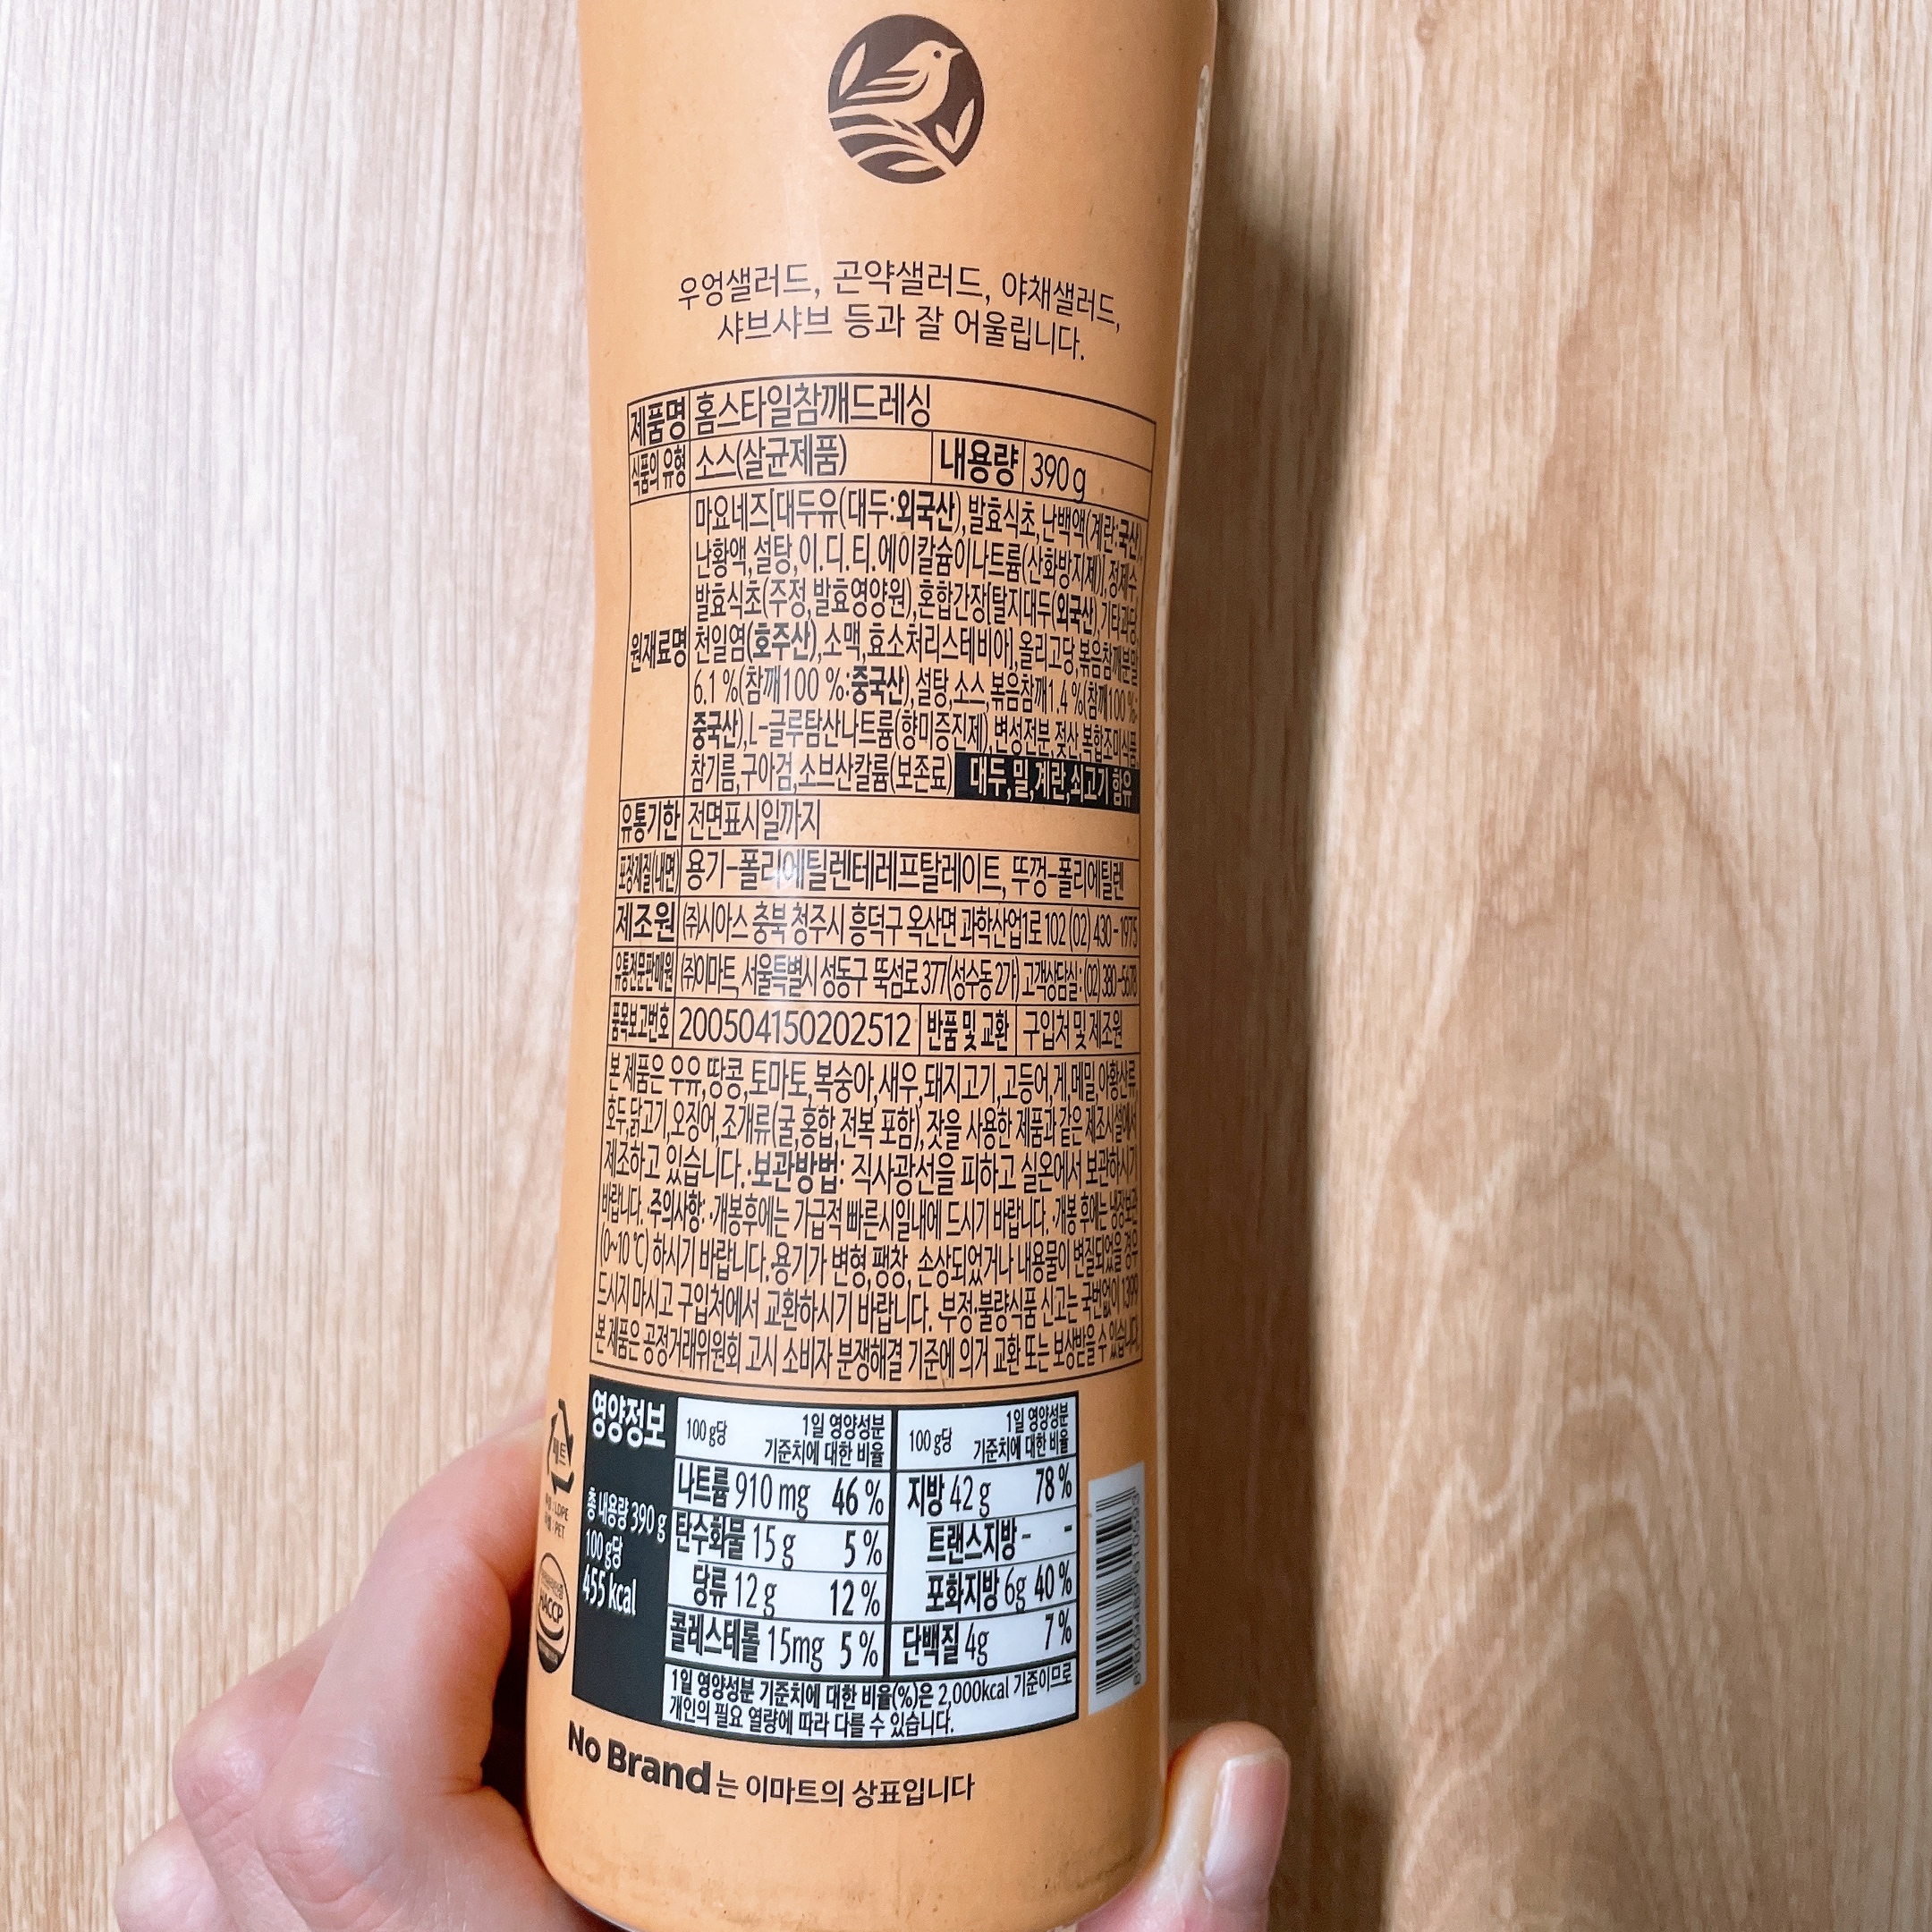 우엉샐러드, 곤약샐러드, 야채샐러드,
샤브샤브 등과 잘 어울립니다.
제품명 홈스타일참깨드레싱
식품의 유형 소스(살균제품) 내용량 390 g
마요네즈[대두유(대두:외국산),발효식초,난백액(계란:국산),
난황액,설탕,이.디.티.에이칼슘이나트륨(산화방지제)],정제수,
발효식초(주정,발효영양원),혼합간장[탈지대두(외국산),기타과당,
원재료명 천일염(호주산),소맥,효소처리스테비아],올리고당,볶음참깨분말
6.1 %(참깨100 %:중국산),설탕,소스,볶음참깨1.4 %(참깨100 %:
중국산),L-글루탐산나트륨(향미증진제),변성전분,젖산,복합조미식품,
참기름,구아검,소브산칼륨(보존료) 대두,밀,계란,쇠고기 함유
유통기한 전면표시일까지
포장재질(내면) 용기-폴리에틸렌테레프탈레이트, 뚜껑-폴리에틸렌
제조원 (주)시아스 충북 청주시 흥덕구 옥산면 과학산업1로 102 (02) 430-1975
유통전문판매원 (주)이마트, 서울특별시 성동구 뚝섬로 377(성수동 2가) 고객상담실: (02) 380-5678
품목보고번호 200504150202512 반품 및 교환 구입처 및 제조원
본 제품은 우유,땅콩,토마토,복숭아,새우,돼지고기,고등어,게,메밀,아황산류,
호두,닭고기,오징어,조개류(굴,홍합,전복 포함),잣을 사용한 제품과 같은 제조시설에서
제조하고 있습니다.·보관방법: 직사광선을 피하고 실온에서 보관하시기
바랍니다. ·주의사항: ·개봉후에는 가급적 빠른시일내에 드시기 바랍니다. ·개봉 후에는 냉장보관
(0~10 ℃) 하시기 바랍니다.·용기가 변형,팽창, 손상되었거나 내용물이 변질되었을 경우
드시지 마시고 구입처에서 교환하시기 바랍니다. ·부정·불량식품 신고는 국번없이 1399
본 제품은 공정거래위원회 고시 소비자 분쟁해결 기준에 의거 교환 또는 보상받을 수 있습니다.
영양정보 100 g당 1일 영양성분 기준치에 대한 비율 100 g당 1일 영양성분 기준치에 대한 비율
총 내용량 390 g
100 g당
455 kcal
나트륨 910 mg 46 % 지방 42 g 78 %
탄수화물 15 g 5 % 트랜스지방 - -
당류 12 g 12 % 포화지방 6g 40 %
콜레스테롤 15mg 5 % 단백질 4g 7 %
1일 영양성분 기준치에 대한 비율(%)은 2,000kcal 기준이므로
개인의 필요 열량에 따라 다를 수 있습니다.
페트
LDPE
PET
HACCP
No Brand는 이마트의 상표입니다